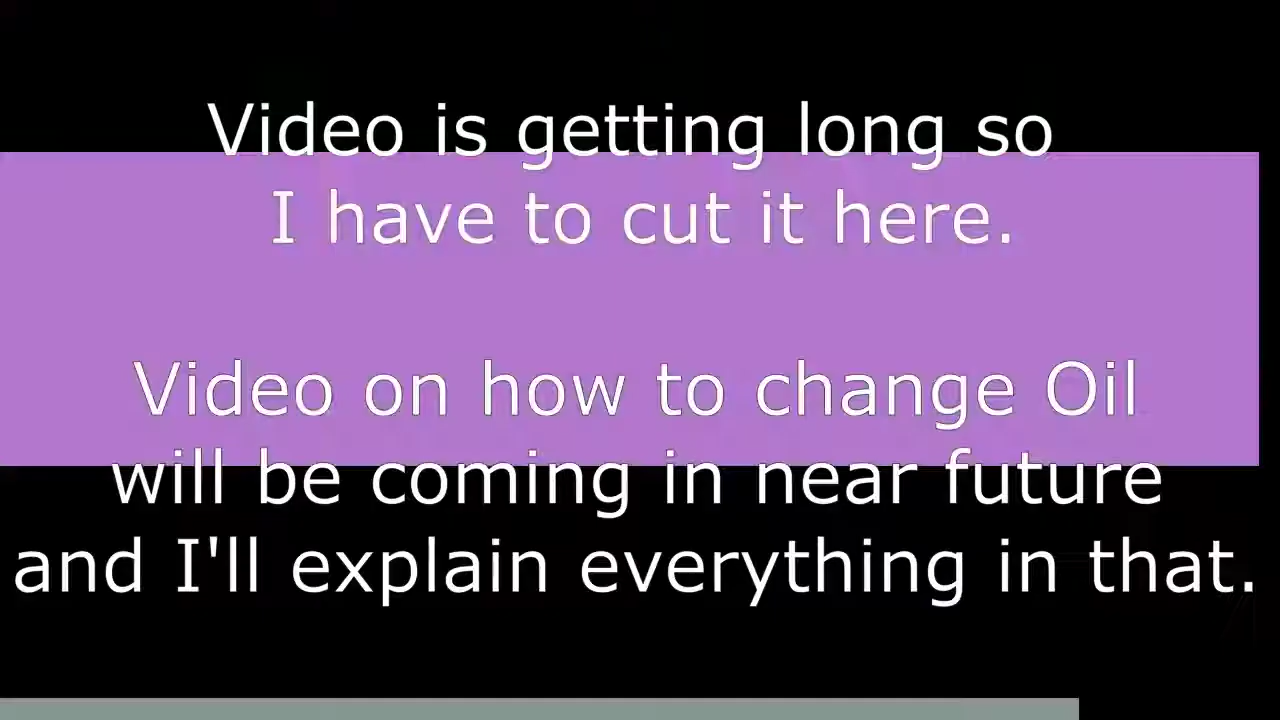 Video is getting long so
I have to cut it here.
Video on how to change Oil
will be coming in near future
and I'll explain everything in that.